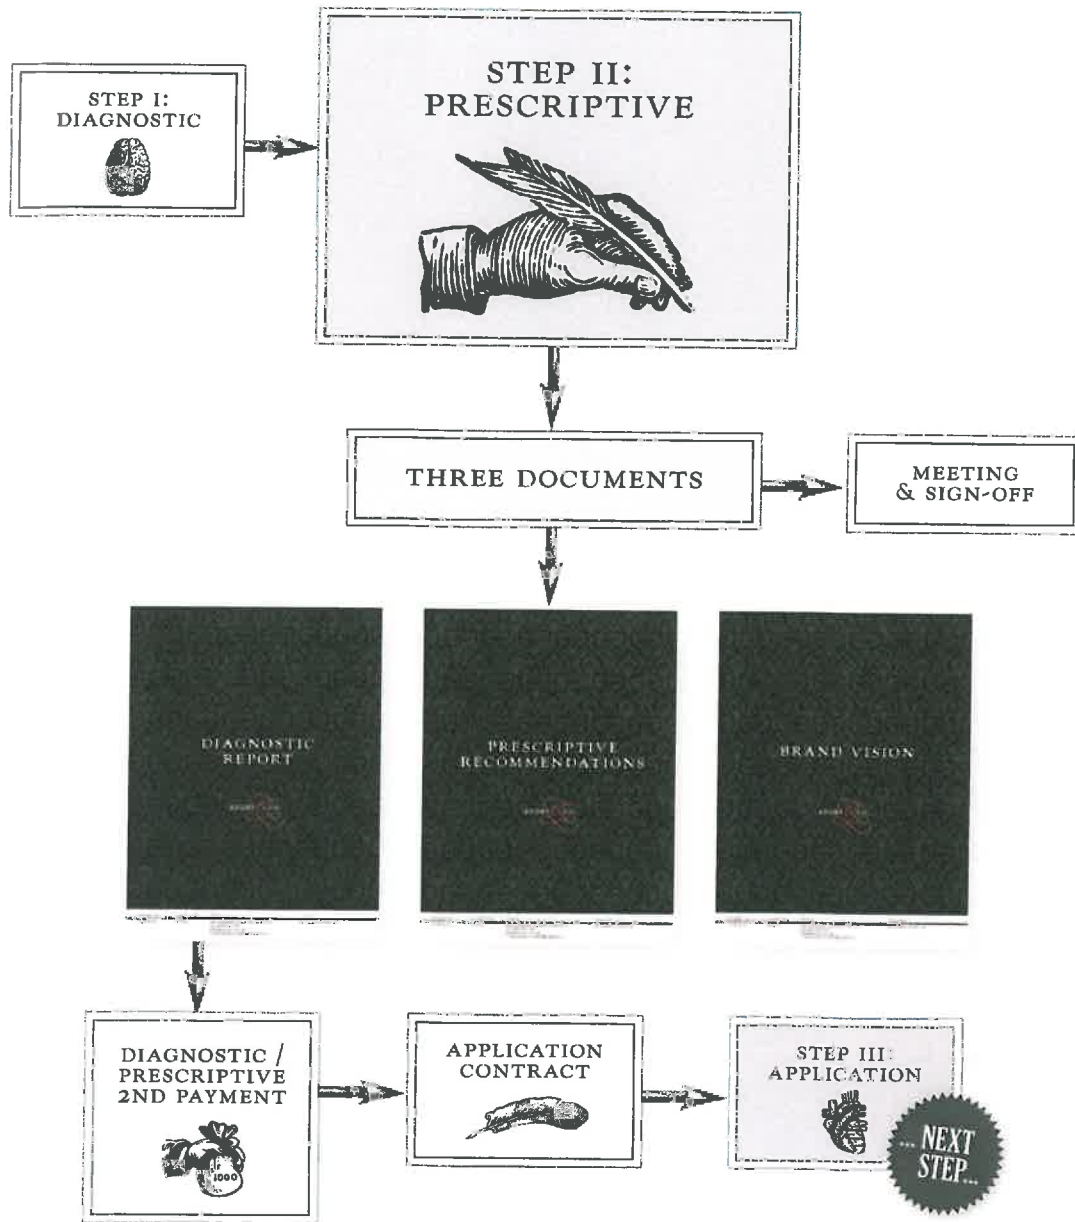 STEP I:
DIAGNOSTIC
STEP II:
PRESCRIPTIVE
THREE DOCUMENTS
MEETING
& SIGN-OFF
DIAGNOSTIC
REPORT
PRESCRIPTIVE
RECOMMENDATIONS
BRAND VISION
DIAGNOSTIC /
PRESCRIPTIVE
2ND PAYMENT
1000
APPLICATION
CONTRACT
STEP III:
APPLICATION
... NEXT
STEP...